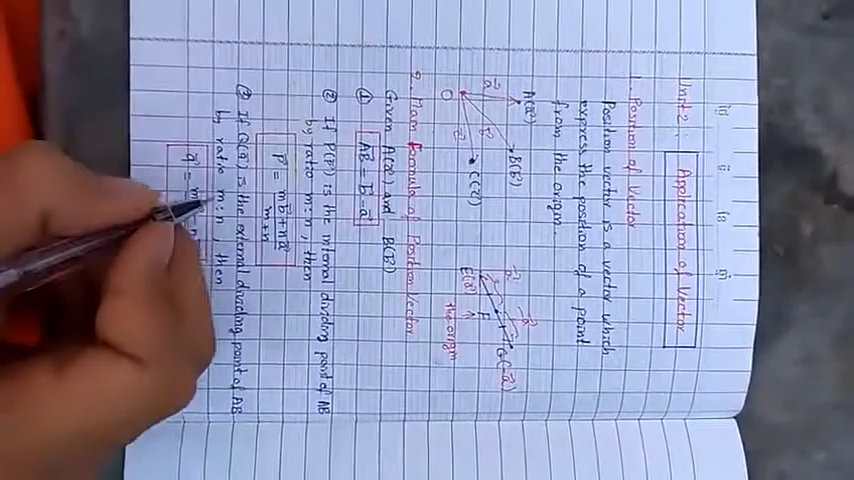 Unit 2: Application of Vector
1. Position of Vector
Position vector is a vector which
express the position of a point
from the origin.
A(a⃗)
B(b⃗)
C(c⃗)
O
a⃗
b⃗
c⃗
G(-a⃗)
F
E(a⃗)
the origin
2. Main Formula of Position Vector
Given A(a⃗) and B(b⃗)
① AB⃗ = b⃗ - a⃗
② If P(p⃗) is the internal dividing point of AB
by ratio m:n, then
p⃗ = mb⃗ + na⃗ / m+n
③ If Q(q⃗) is the external dividing point of AB
by ratio m:n, then
q⃗ =